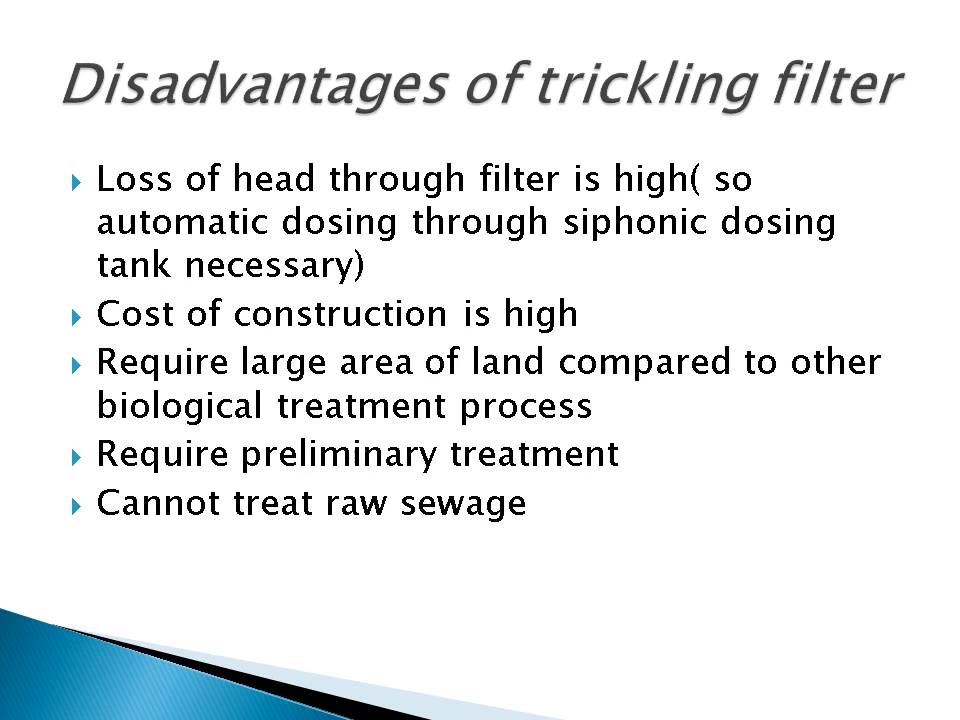 Disadvantages of trickling filter
Loss of head through filter is high( so
automatic dosing through siphonic dosing
tank necessary)
Cost of construction is high
Require large area of land compared to other
biological treatment process
Require preliminary treatment
Cannot treat raw sewage